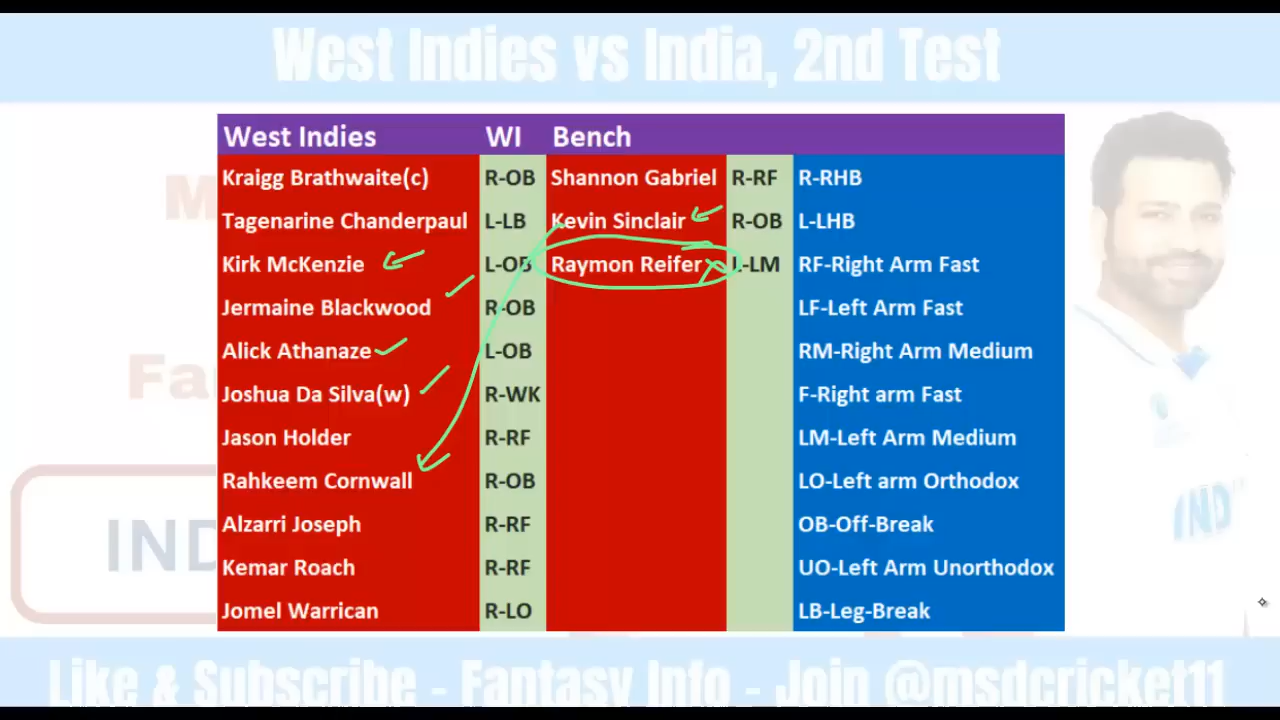 West Indies vs India, 2nd Test
West Indies WI Bench
Kraigg Brathwaite(c) R-OB Shannon Gabriel R-RF R-RHB
Tagenarine Chanderpaul L-LB Kevin Sinclair R-OB L-LHB
Kirk McKenzie L-OB Raymon Reifer L-LM RF-Right Arm Fast
Jermaine Blackwood R-OB LF-Left Arm Fast
Alick Athanaze L-OB RM-Right Arm Medium
Joshua Da Silva(w) R-WK F-Right arm Fast
Jason Holder R-RF LM-Left Arm Medium
Rahkeem Cornwall R-OB LO-Left arm Orthodox
Alzarri Joseph R-RF OB-Off-Break
Kemar Roach R-RF UO-Left Arm Unorthodox
Jomel Warrican R-LO LB-Leg-Break
Like & Subscribe - Fantasy Info - Join @msdcricket11